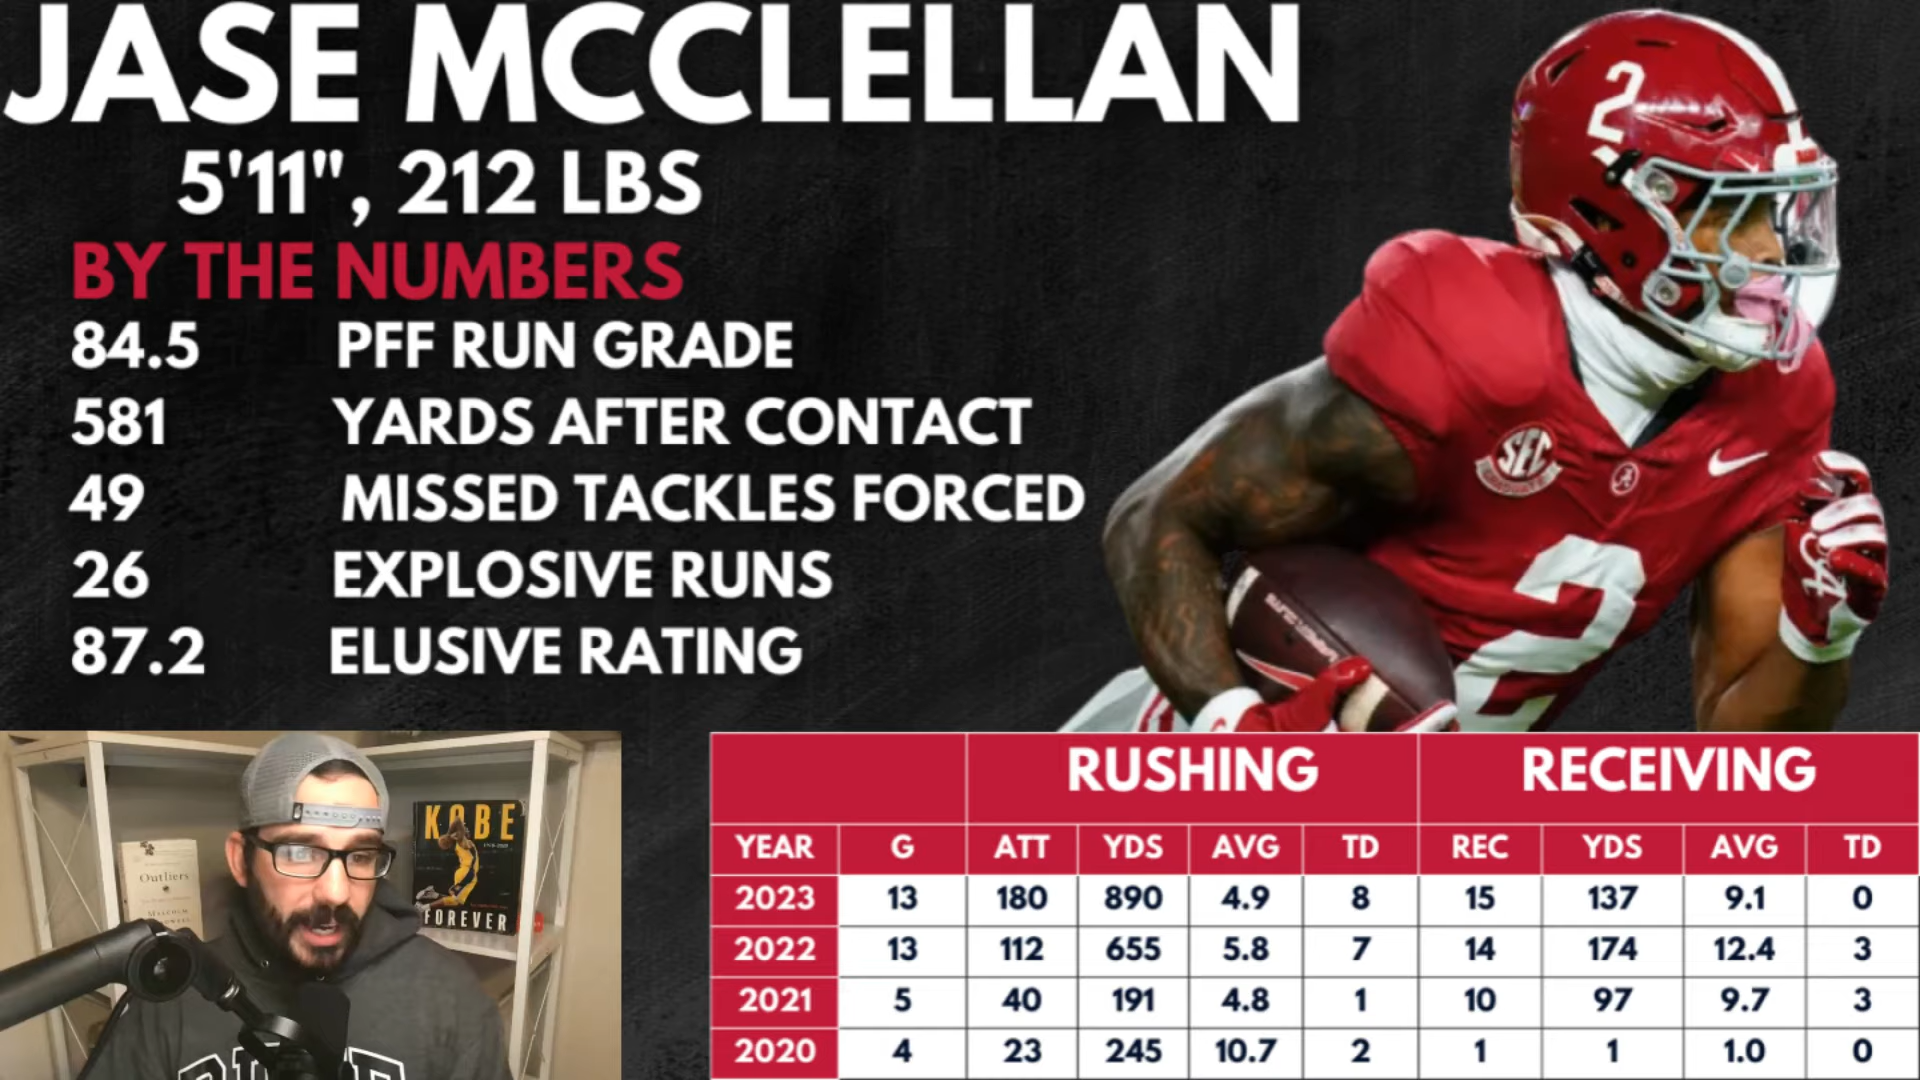 JASE MCCLELLAN
5'11", 212 LBS
BY THE NUMBERS
84.5 PFF RUN GRADE
581 YARDS AFTER CONTACT
49 MISSED TACKLES FORCED
26 EXPLOSIVE RUNS
87.2 ELUSIVE RATING
2
SEC
A
2
RUSHING RECEIVING
YEAR G ATT YDS AVG TD REC YDS AVG TD
2023 13 180 890 4.9 8 15 137 9.1 0
2022 13 112 655 5.8 7 14 174 12.4 3
2021 5 40 191 4.8 1 10 97 9.7 3
2020 4 23 245 10.7 2 1 1 1.0 0
Outliers
MALCOLM
KOBE
FOREVER